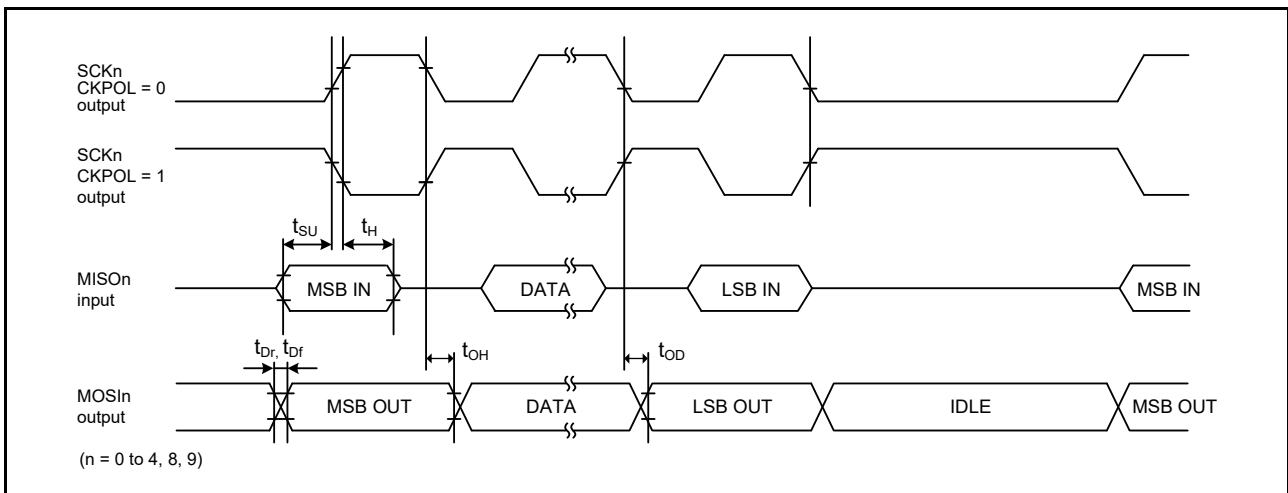 SCKn
CKPOL = 0
output
SCKn
CKPOL = 1
output
tSU
tH
MISOn
input
MSB IN
DATA
LSB IN
MSB IN
tDr, tDf
tOH
tOD
MOSIn
output
MSB OUT
DATA
LSB OUT
IDLE
MSB OUT
(n = 0 to 4, 8, 9)